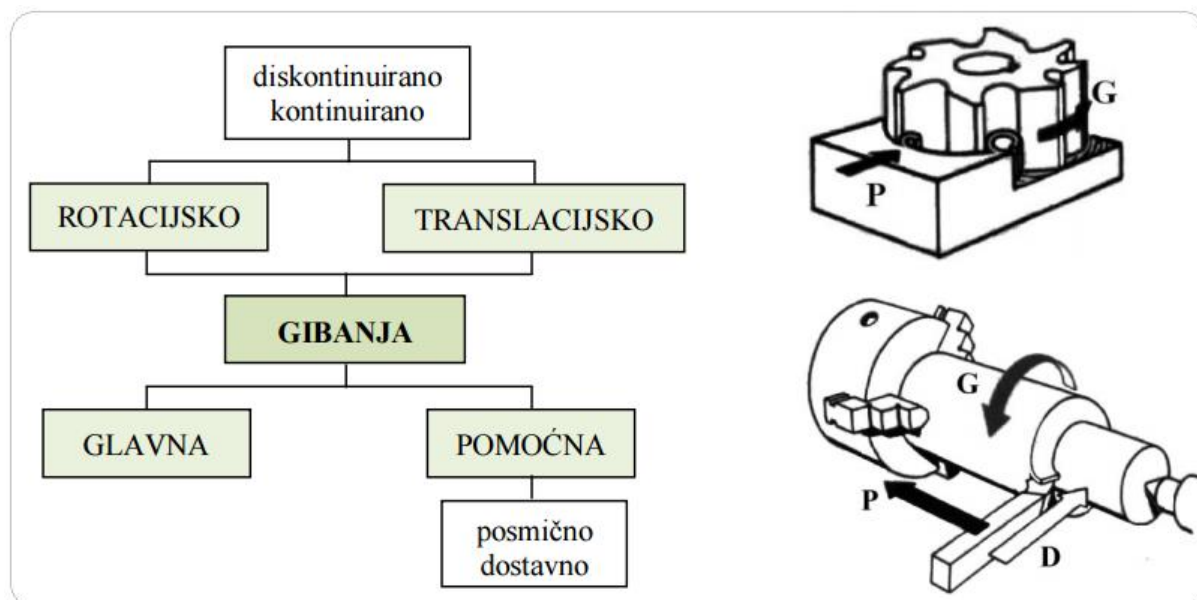 diskontinuirano
kontinuirano
ROTACIJSKO
TRANSLACIJSKO
GIBANJA
GLAVNA
POMOĆNA
posmično
dostavno
G
P
G
P
D